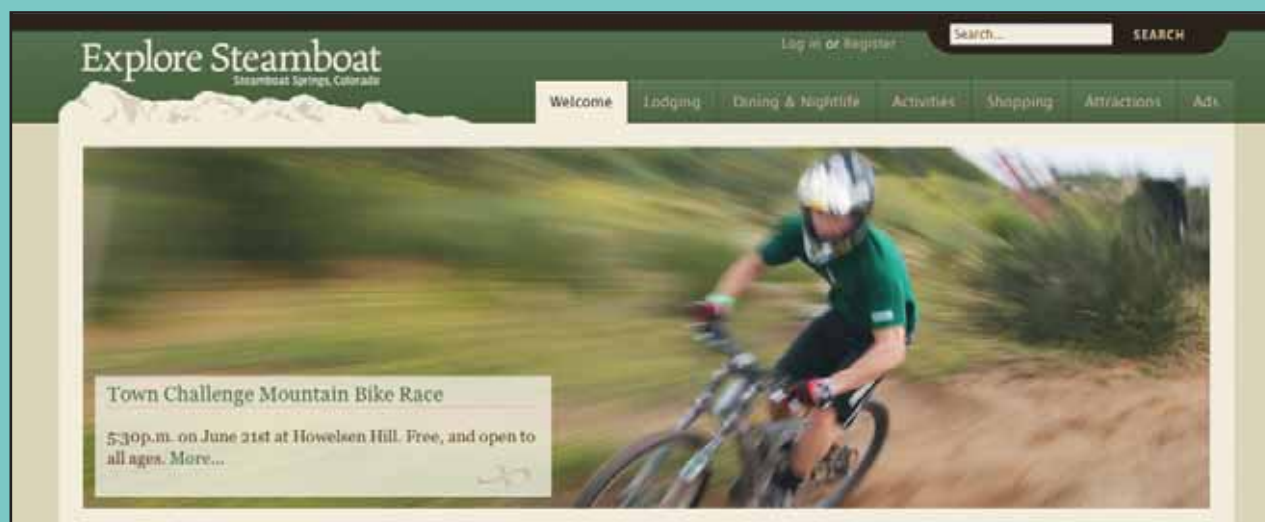 Explore Steamboat
Steamboat Springs, Colorado
Log in or Register
Search...
SEARCH
Welcome
Lodging
Dining & Nightlife
Activities
Shopping
Attractions
Ads
Town Challenge Mountain Bike Race
5:30p.m. on June 21st at Howelsen Hill. Free, and open to
all ages. More...